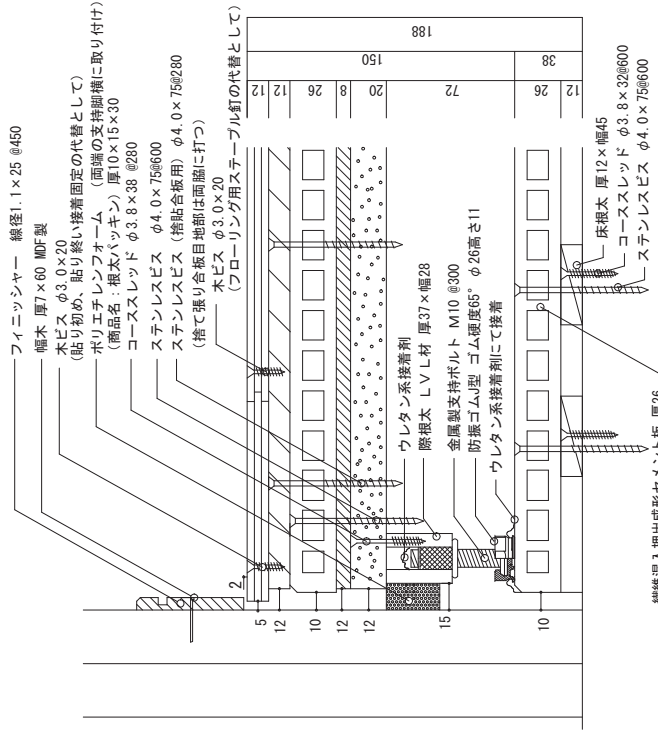 フィニッシャー 線径1.1×25 @450
幅木 厚7×60 MDF製
木ビス φ3.0×20
(貼り初め、貼り終い接着固定の代替として)
ポリエチレンフォーム (両端の支持脚横に取り付け)
(商品名：根太パッキン) 厚10×15×30
コーススレッド φ3.8×38 @280
ステンレスビス φ4.0×75@600
ステンレスビス (捨貼合板用) φ4.0×75@280
(捨て張り合板目地部は両脇に打つ)
木ビス φ3.0×20
(フローリング用ステープル釘の代替として)
188
150
38
12
12
26
8
20
72
26
12
2
5
12
10
12
12
15
10
ウレタン系接着剤
際根太 LVL材 厚37×幅28
金属製支持ボルト M10 @300
防振ゴムJ型 ゴム硬度65° φ26高さ11
ウレタン系接着剤にて接着
床根太 厚12×幅45
コーススレッド φ3.8×32@600
ステンレスビス φ4.0×75@600